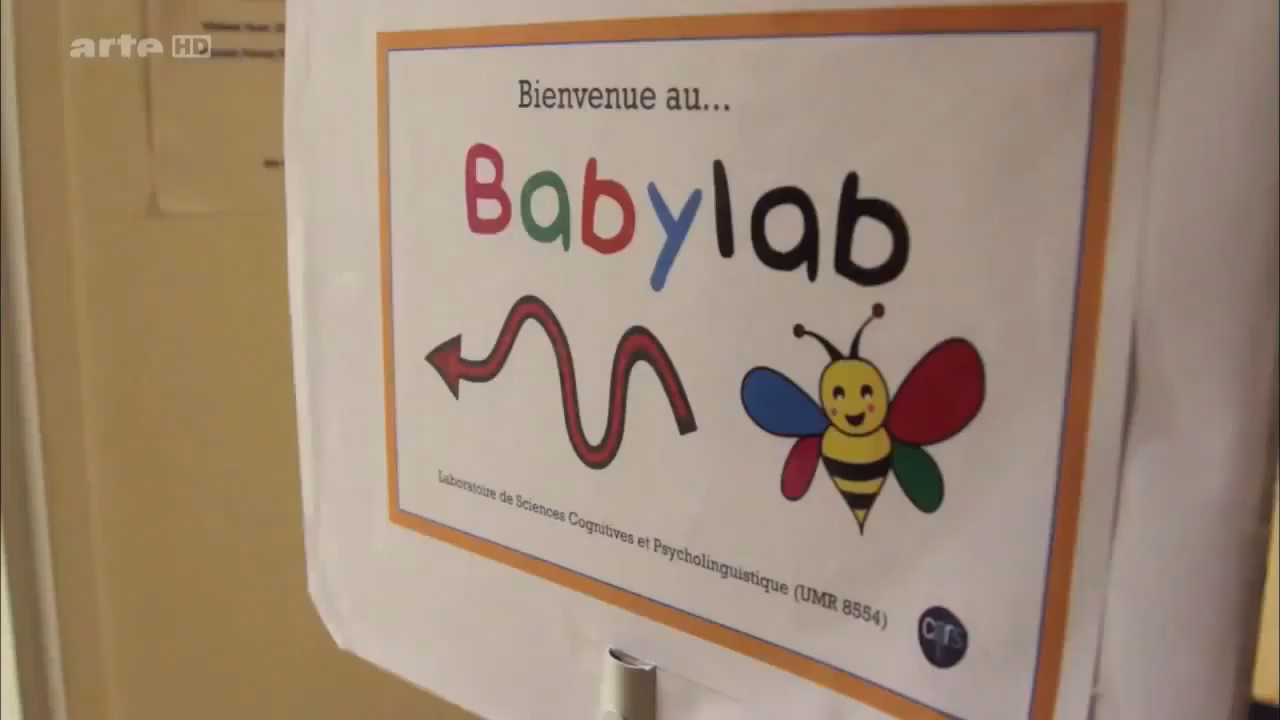 arte HD
Bienvenue au...
Babylab
Laboratoire de Sciences Cognitives et Psycholinguistique (UMR 8554)
cnrs